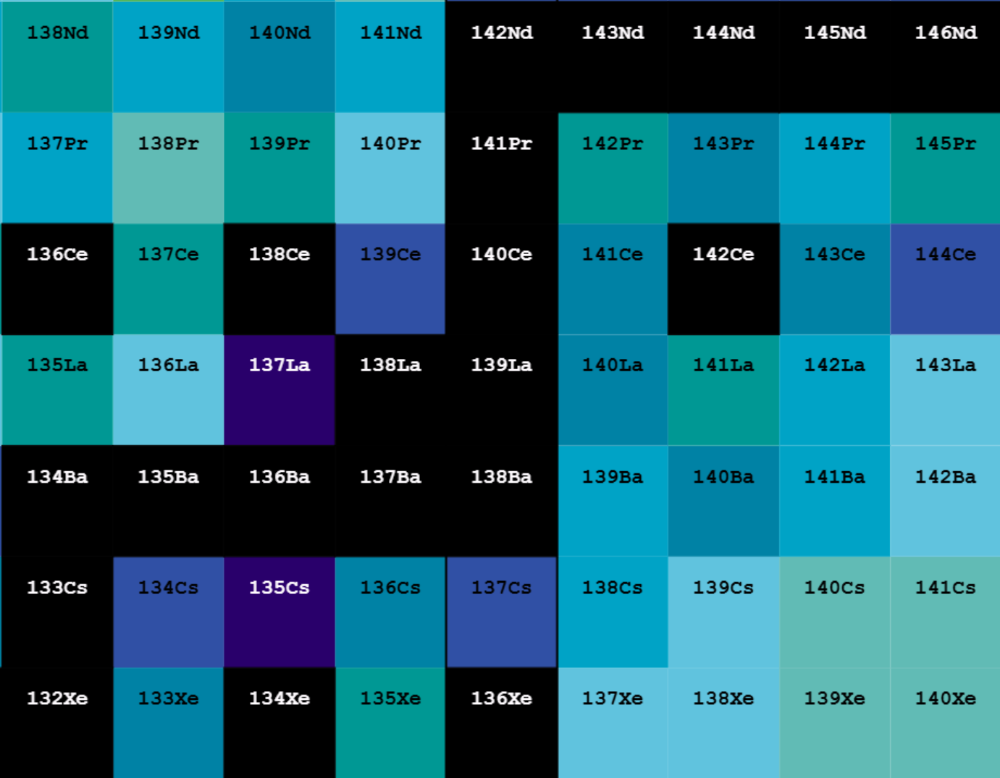 138Nd 139Nd 140Nd 141Nd 142Nd 143Nd 144Nd 145Nd 146Nd
137Pr 138Pr 139Pr 140Pr 141Pr 142Pr 143Pr 144Pr 145Pr
136Ce 137Ce 138Ce 139Ce 140Ce 141Ce 142Ce 143Ce 144Ce
135La 136La 137La 138La 139La 140La 141La 142La 143La
134Ba 135Ba 136Ba 137Ba 138Ba 139Ba 140Ba 141Ba 142Ba
133Cs 134Cs 135Cs 136Cs 137Cs 138Cs 139Cs 140Cs 141Cs
132Xe 133Xe 134Xe 135Xe 136Xe 137Xe 138Xe 139Xe 140Xe